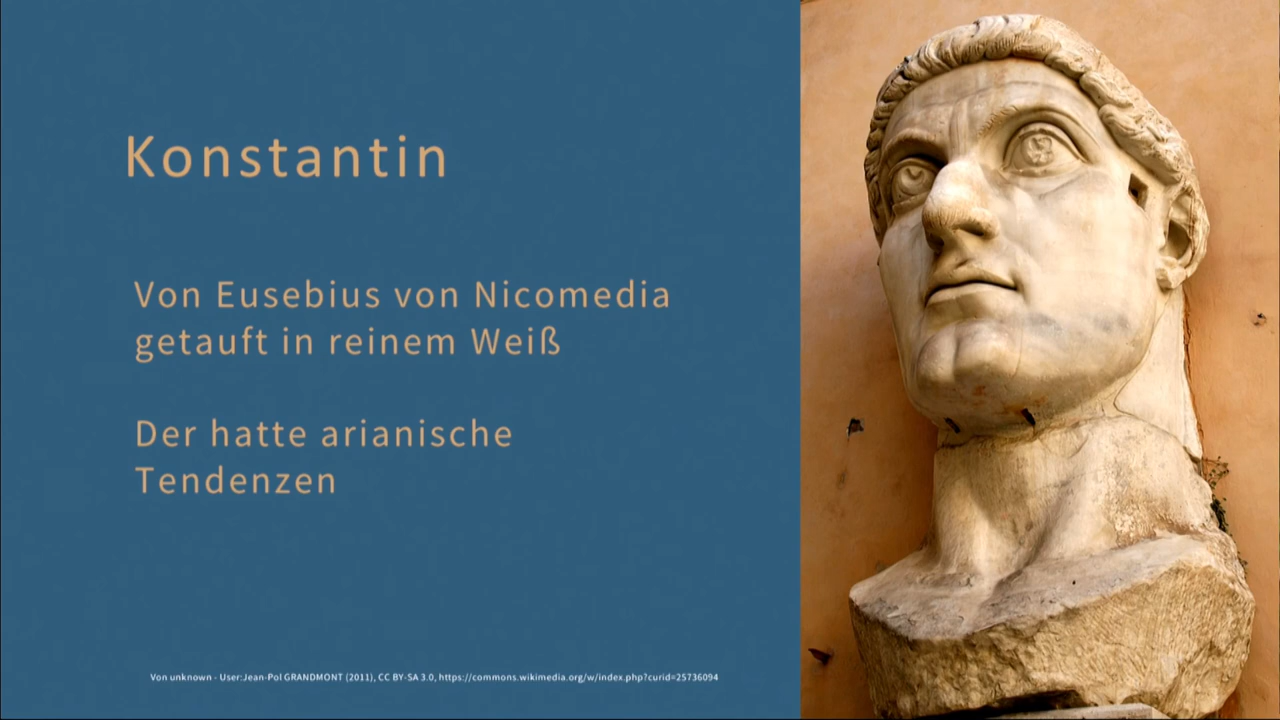 Konstantin
Von Eusebius von Nicomedia
getauft in reinem Weiß
Der hatte arianische
Tendenzen
Von unknown - User:Jean-Pol GRANDMONT (2011), CC BY-SA 3.0, https://commons.wikimedia.org/w/index.php?curid=25736094